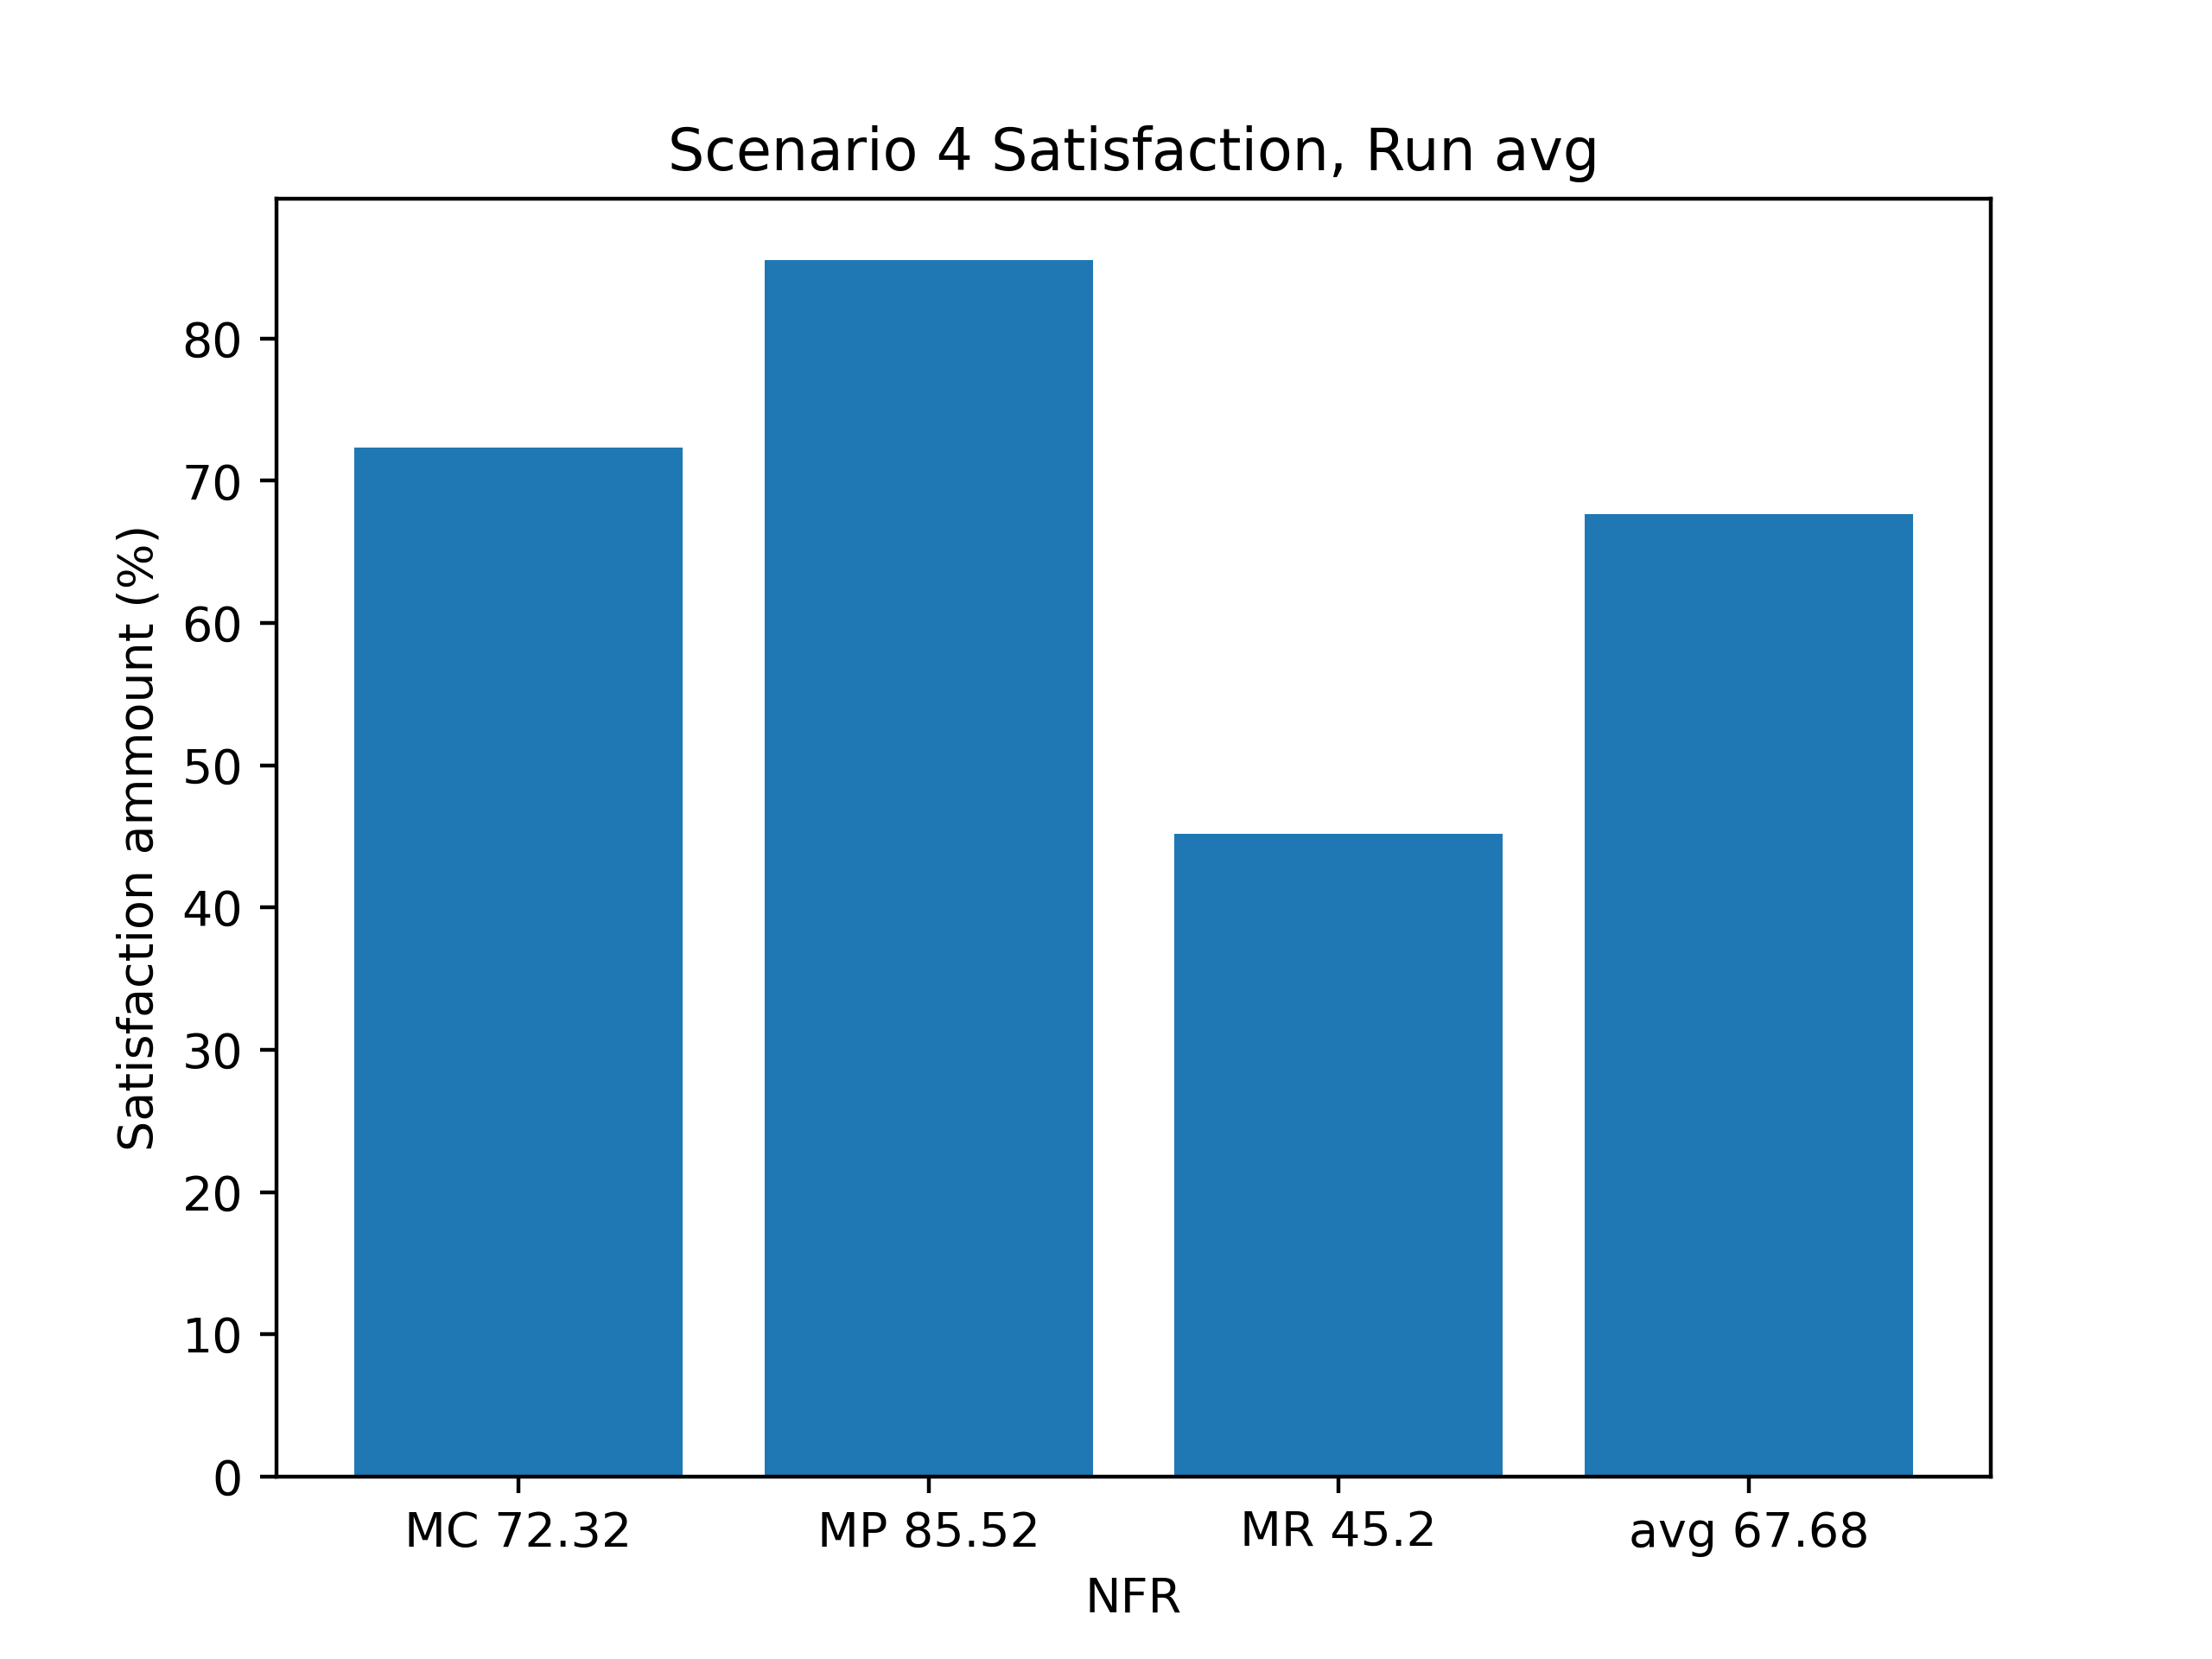 Scenario 4 Satisfaction, Run avg
Satisfaction ammount (%)
80
70
60
50
40
30
20
10
0
MC 72.32
MP 85.52
MR 45.2
avg 67.68
NFR